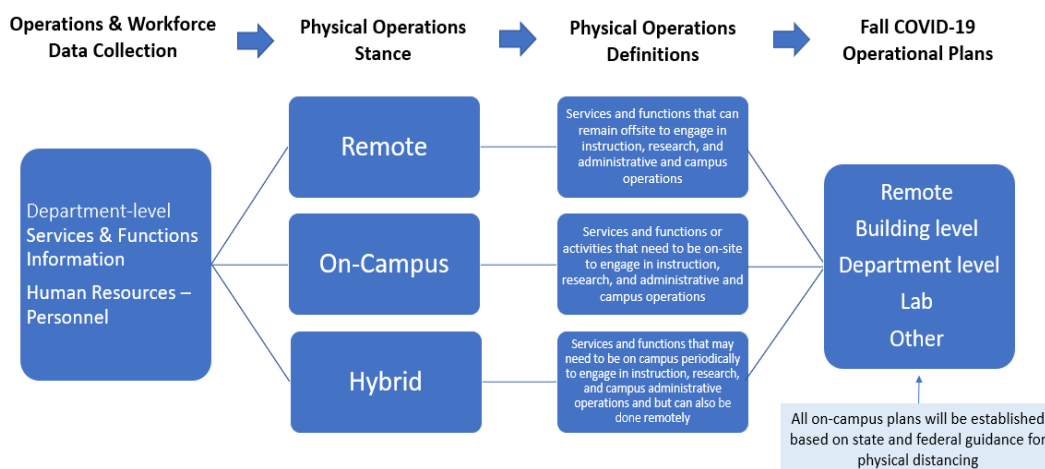 Operations & Workforce
Data Collection
Physical Operations
Stance
Physical Operations
Definitions
Fall COVID-19
Operational Plans
Department-level
Services & Functions
Information
Human Resources –
Personnel
Remote
On-Campus
Hybrid
Services and functions that can
remain offsite to engage in
instruction, research, and
administrative and campus
operations
Services and functions or
activities that need to be on-site
to engage in instruction,
research, and administrative and
campus operations
Services and functions that may
need to be on campus periodically
to engage in instruction, research,
and campus administrative
operations and but can also be
done remotely
Remote
Building level
Department level
Lab
Other
All on-campus plans will be established
based on state and federal guidance for
physical distancing